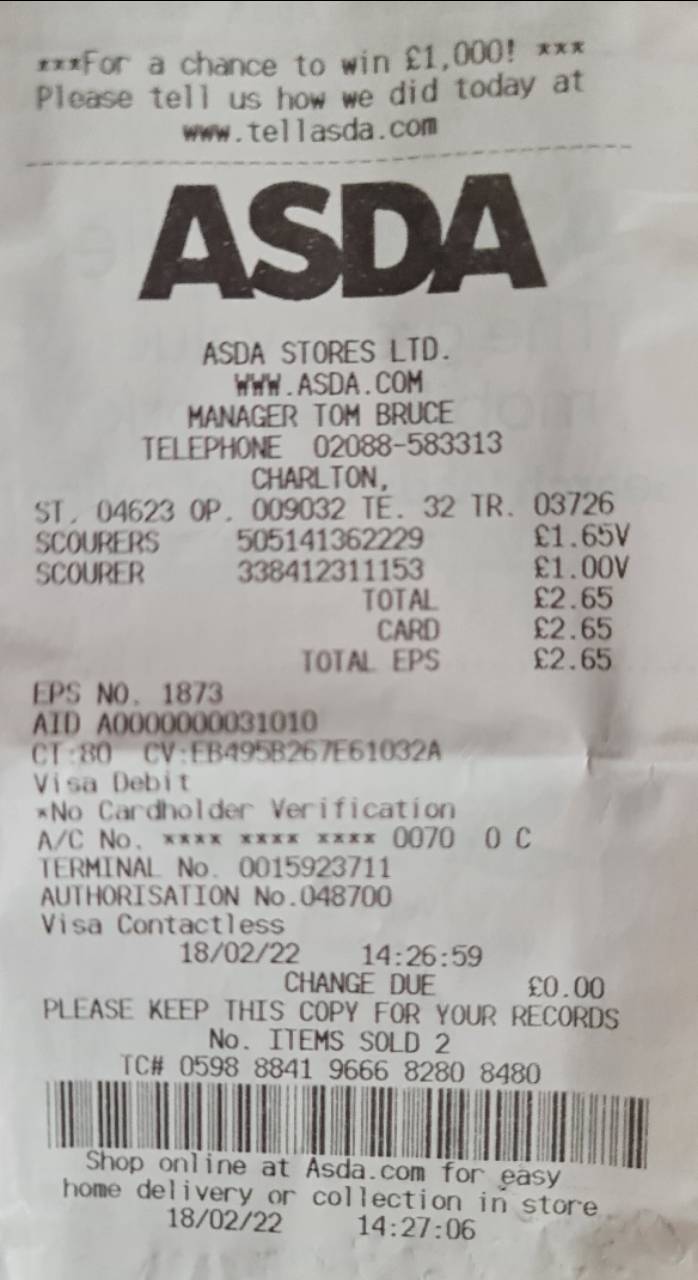 ***For a chance to win £1,000! ***
Please tell us how we did today at
www.tellasda.com
ASDA
ASDA STORES LTD.
WWW.ASDA.COM
MANAGER TOM BRUCE
TELEPHONE 02088-583313
CHARLTON,
ST. 04623 OP. 009032 TE. 32 TR. 03726
SCOURERS 505141362229 £1.65V
SCOURER 338412311153 £1.00V
TOTAL £2.65
CARD £2.65
TOTAL EPS £2.65
EPS NO. 1873
AID A0000000031010
CT:80 CV:EB495B267E61032A
Visa Debit
*No Cardholder Verification
A/C No. **** **** **** 0070 0 C
TERMINAL No. 0015923711
AUTHORISATION No.048700
Visa Contactless
18/02/22 14:26:59
CHANGE DUE £0.00
PLEASE KEEP THIS COPY FOR YOUR RECORDS
No. ITEMS SOLD 2
TC# 0598 8841 9666 8280 8480
Shop online at Asda.com for easy
home delivery or collection in store
18/02/22 14:27:06